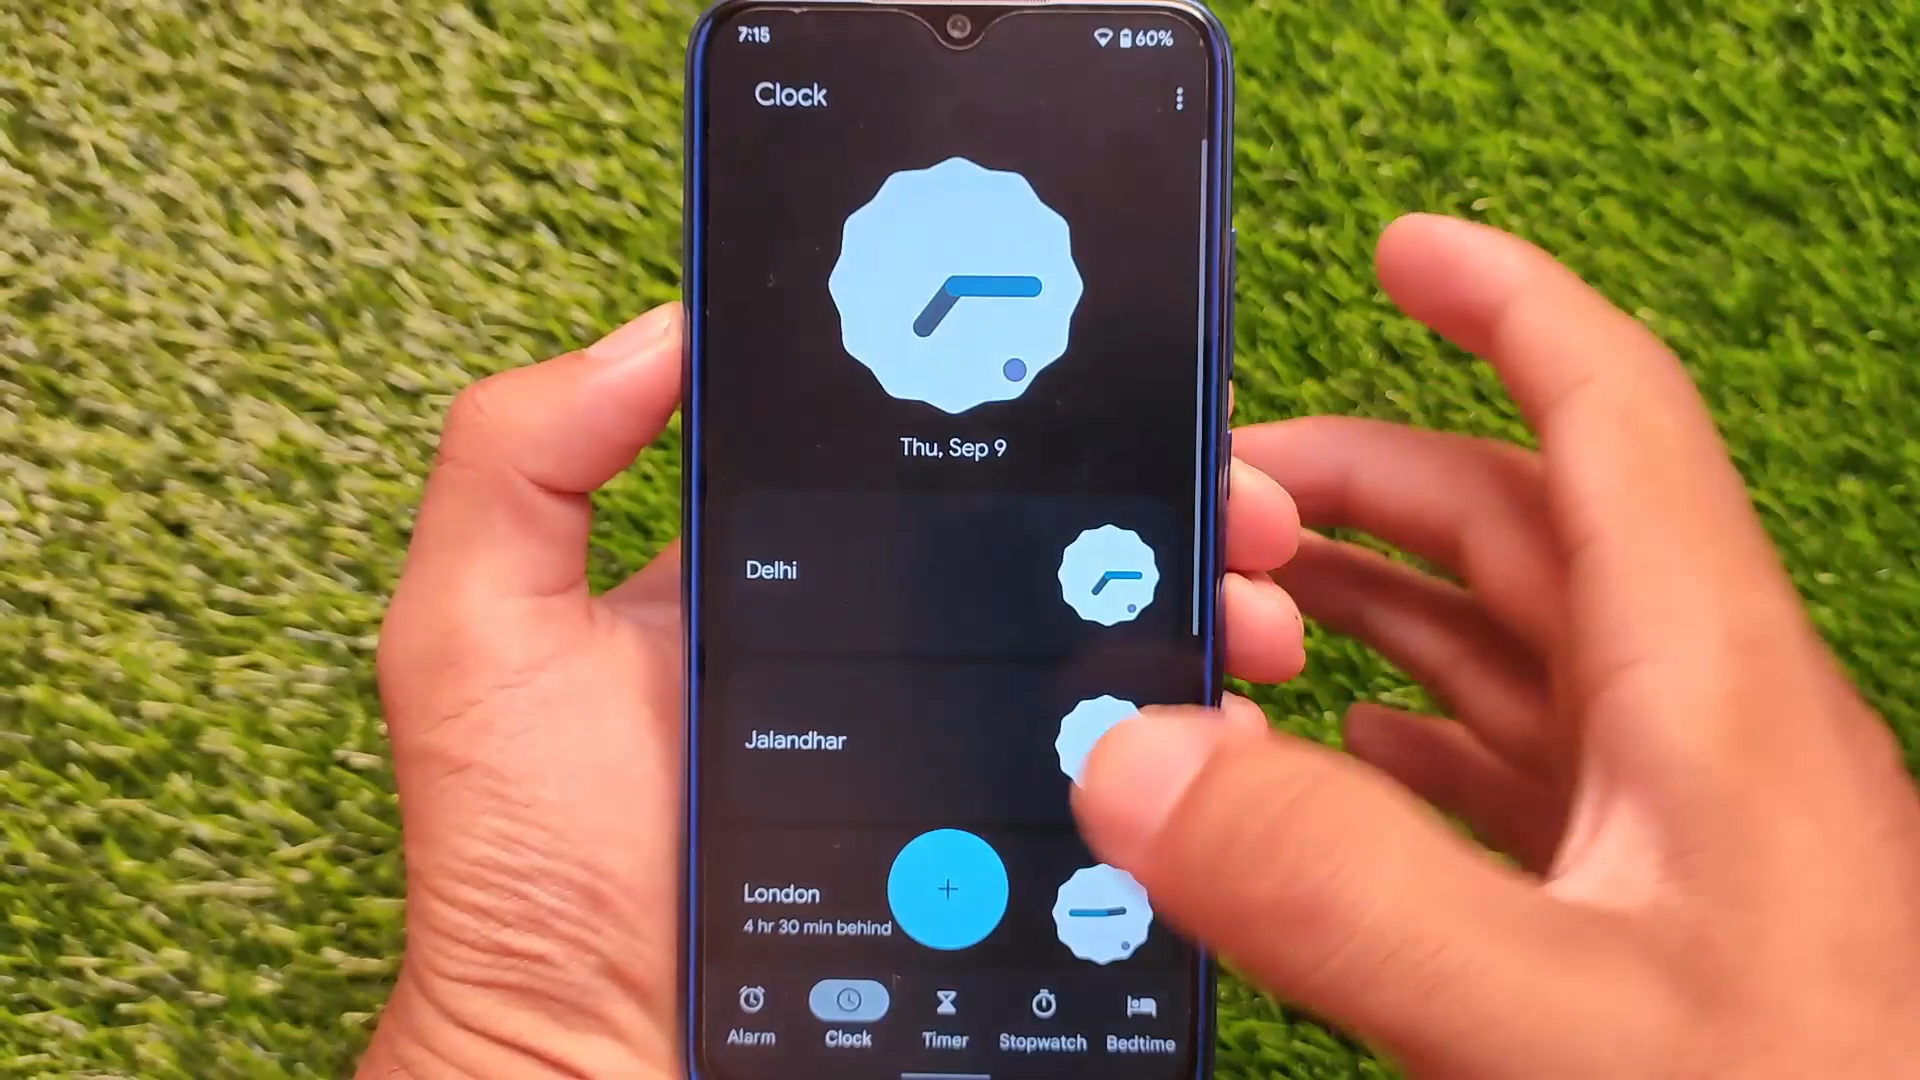 7:15
60%
Clock
Thu, Sep 9
Delhi
Jalandhar
London
4 hr 30 min behind
+
Alarm
Clock
Timer
Stopwatch
Bedtime